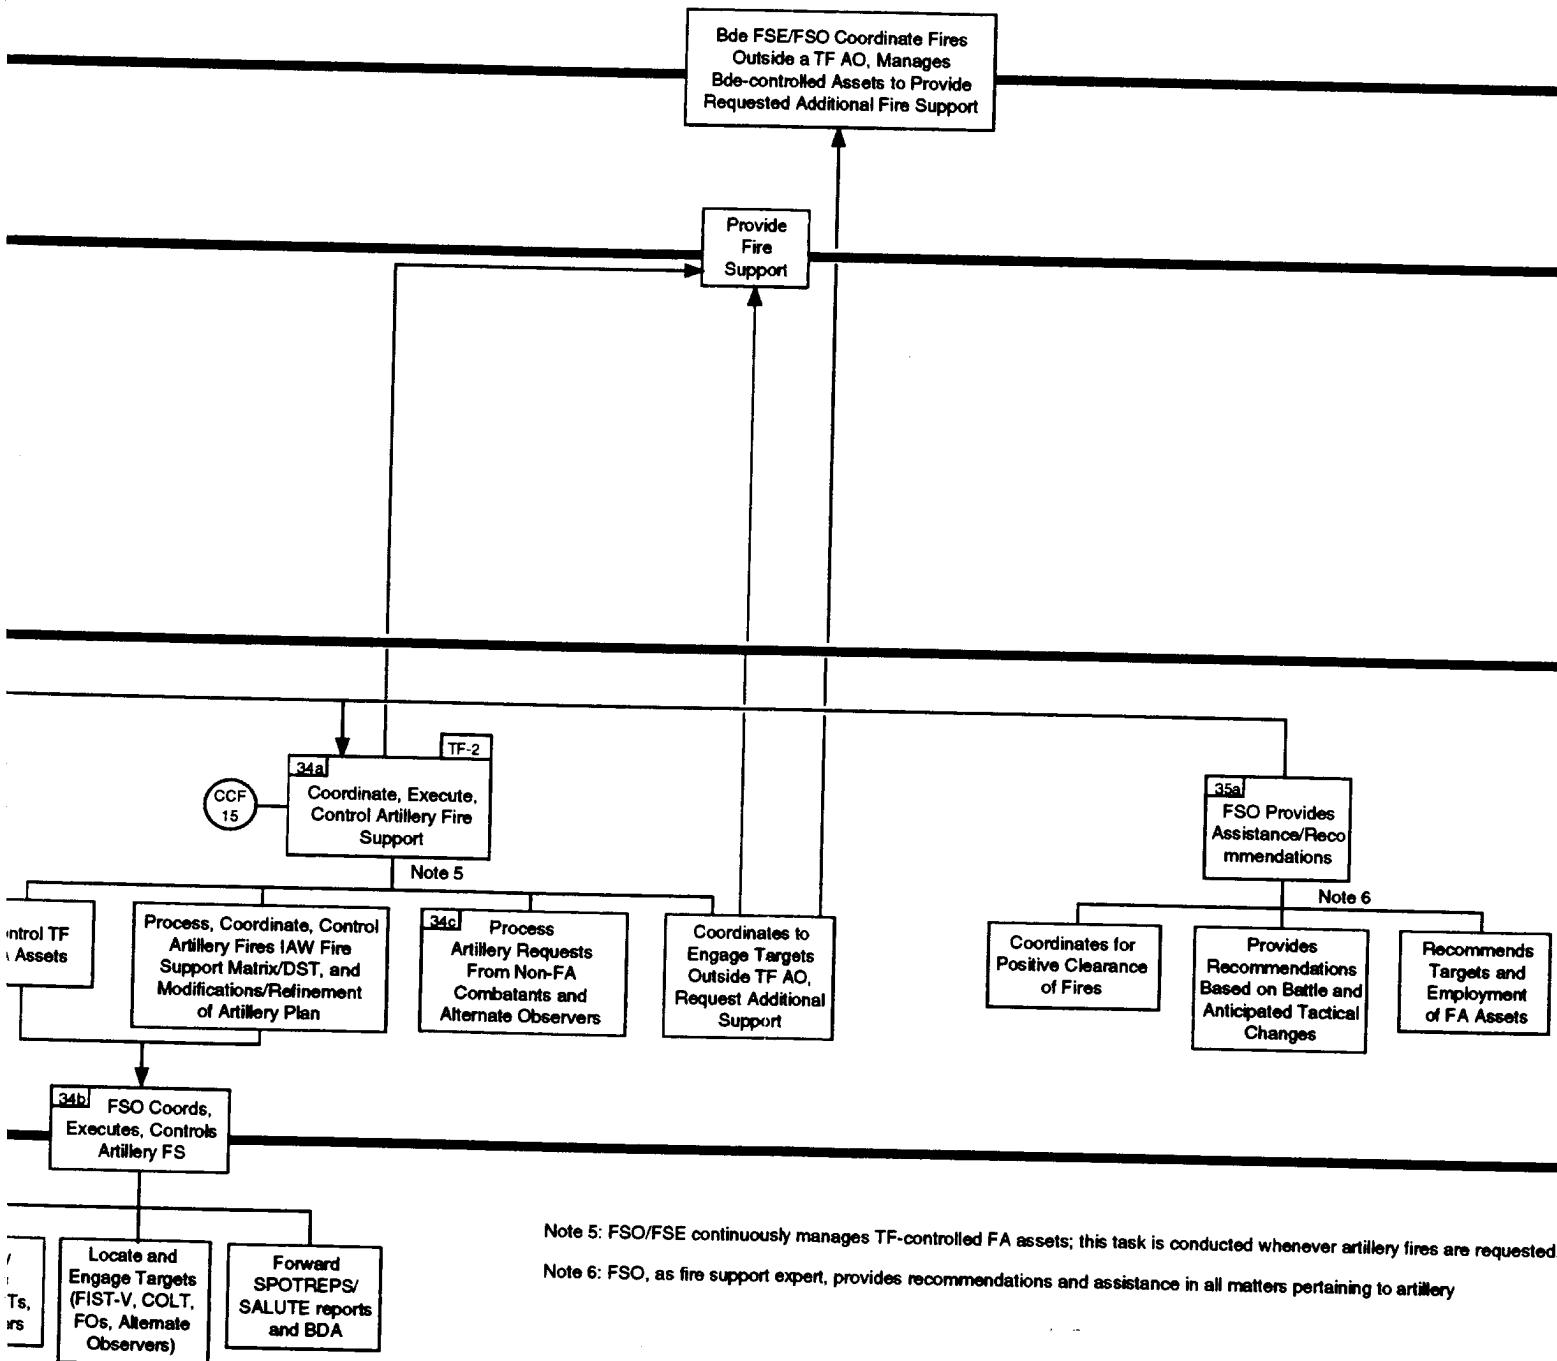 Bde FSE/FSO Coordinate Fires
Outside a TF AO, Manages
Bde-controlled Assets to Provide
Requested Additional Fire Support
Provide
Fire
Support
TF-2
34a
CCF
15
Coordinate, Execute,
Control Artillery Fire
Support
Note 5
35a
FSO Provides
Assistance/Reco
mmendations
Note 6
ontrol TF
Assets
Process, Coordinate, Control
Artillery Fires IAW Fire
Support Matrix/DST, and
Modifications/Refinement
of Artillery Plan
34c
Process
Artillery Requests
From Non-FA
Combatants and
Alternate Observers
Coordinates to
Engage Targets
Outside TF AO,
Request Additional
Support
Coordinates for
Positive Clearance
of Fires
Provides
Recommendations
Based on Battle and
Anticipated Tactical
Changes
Recommends
Targets and
Employment
of FA Assets
34b
FSO Coords,
Executes, Controls
Artillery FS
Ts,
Locate and
Engage Targets
(FIST-V, COLT,
FOs, Alternate
Observers)
Forward
SPOTREPS/
SALUTE reports
and BDA
Note 5: FSO/FSE continuously manages TF-controlled FA assets; this task is conducted whenever artillery fires are requested.
Note 6: FSO, as fire support expert, provides recommendations and assistance in all matters pertaining to artillery